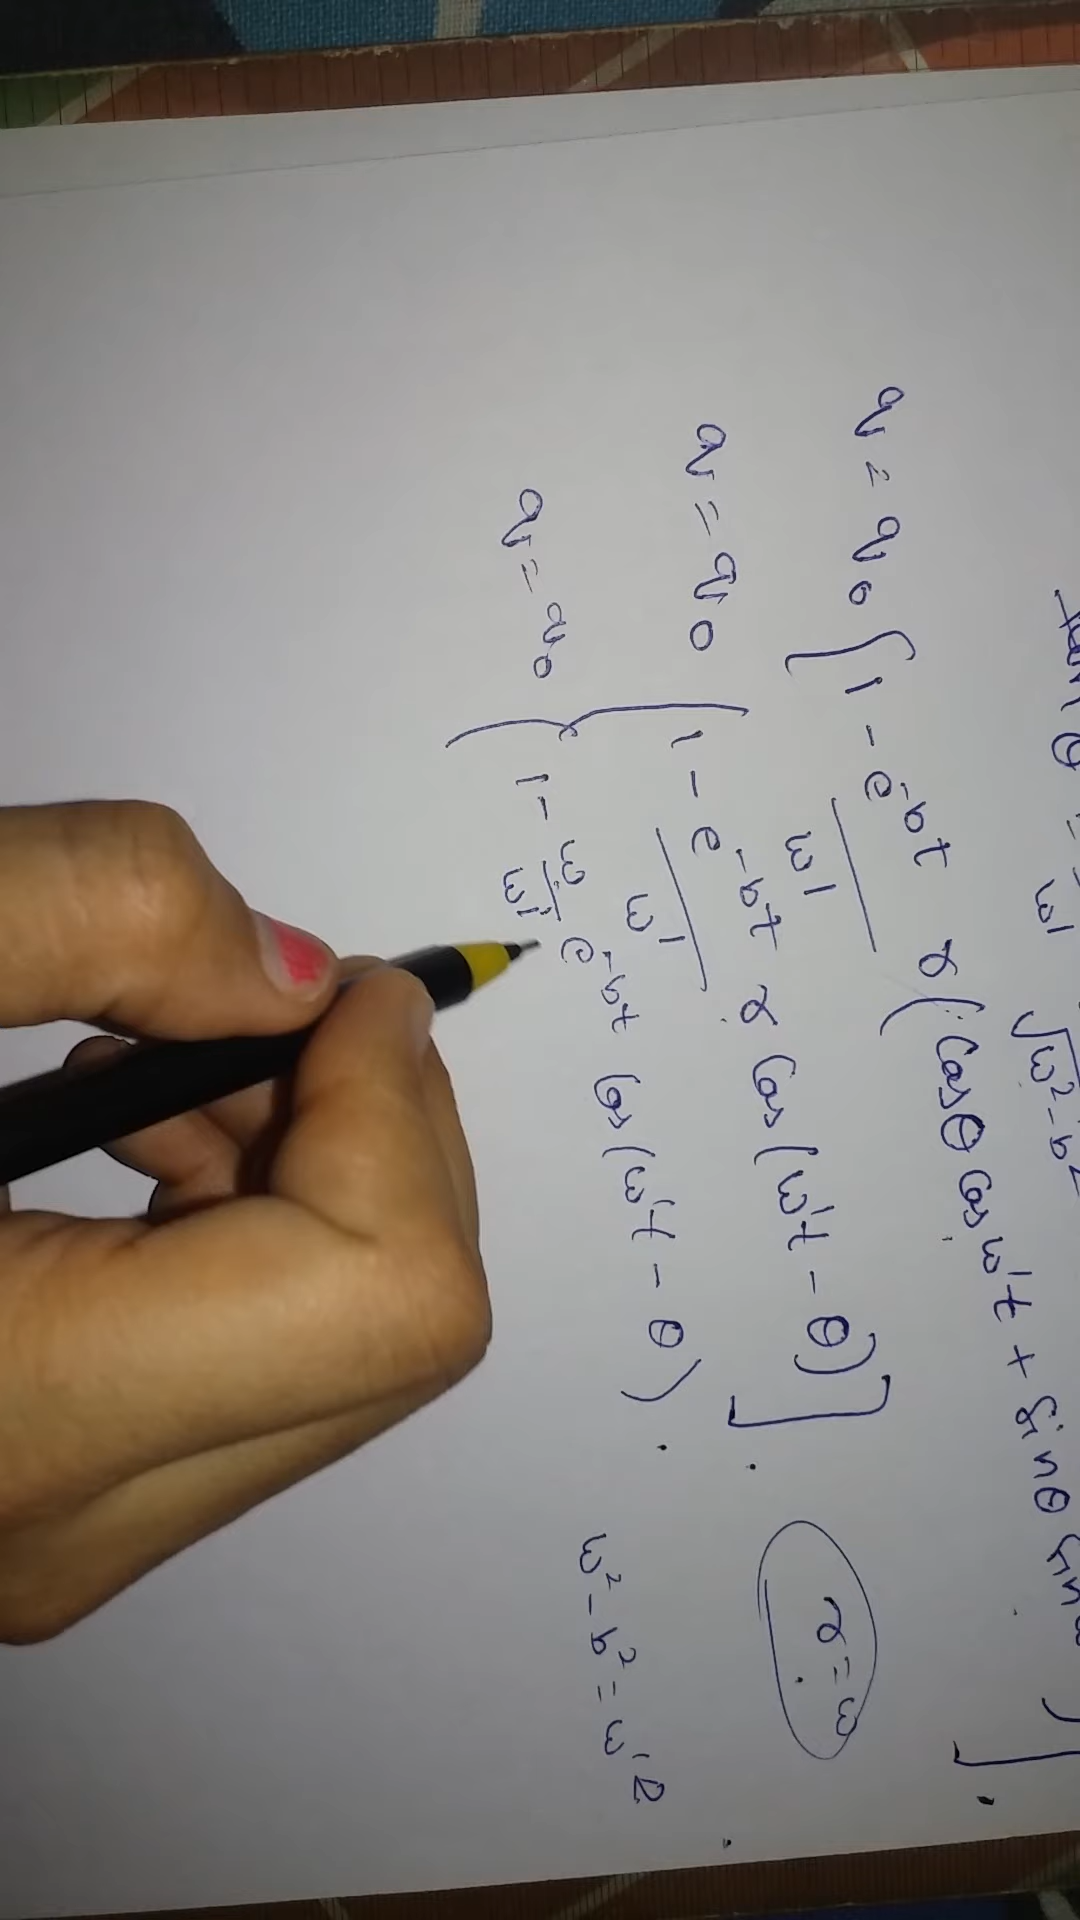 tan θ = b/√(ω² - b²)
ω'
q = q₀ [1 - e^(-bt)/ω' r (Cosθ Cos ω't + Sinθ Sin
q = q₀ [1 - e^(-bt)/ω' r Cos (ω't - θ)].
r = ω
q = q₀ [1 - ω/ω' e^(-bt) Cos (ω't - θ).
ω² - b² = ω'²